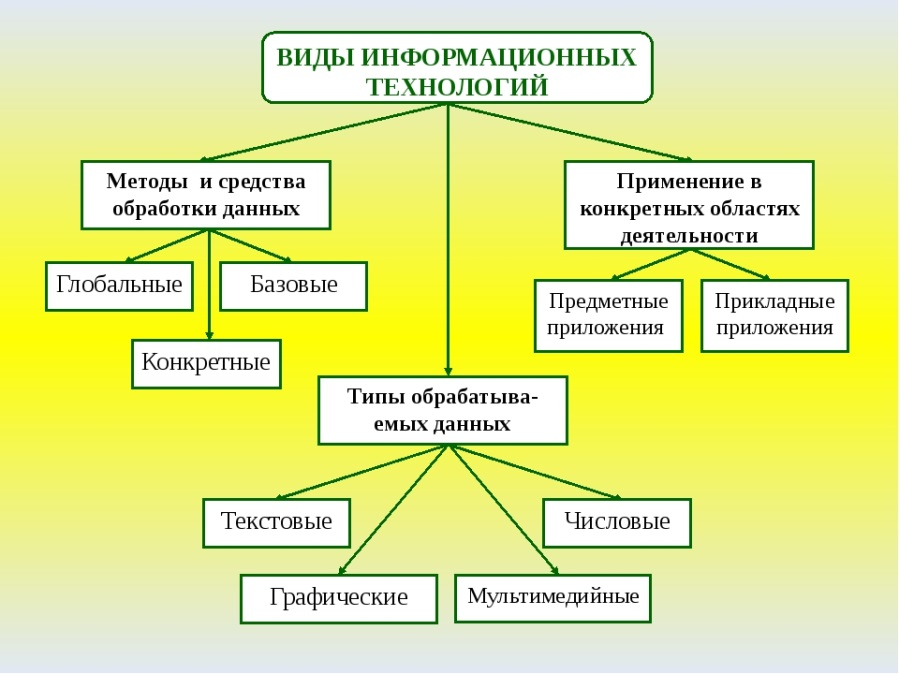 ВИДЫ ИНФОРМАЦИОННЫХ
ТЕХНОЛОГИЙ
Методы и средства
обработки данных
Применение в
конкретных областях
деятельности
Глобальные
Базовые
Конкретные
Предметные
приложения
Прикладные
приложения
Типы обрабатыва-
емых данных
Текстовые
Числовые
Графические
Мультимедийные